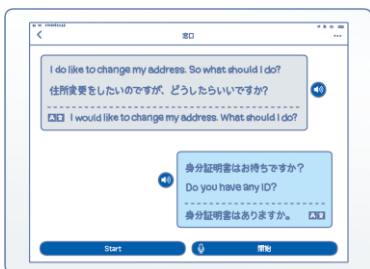 窓口
I do like to change my address. So what should I do?
住所変更をしたいのですが、どうしたらいいですか?
I would like to change my address. What should I do?
身分証明書はお持ちですか?
Do you have any ID?
身分証明書はありますか。
Start
開始